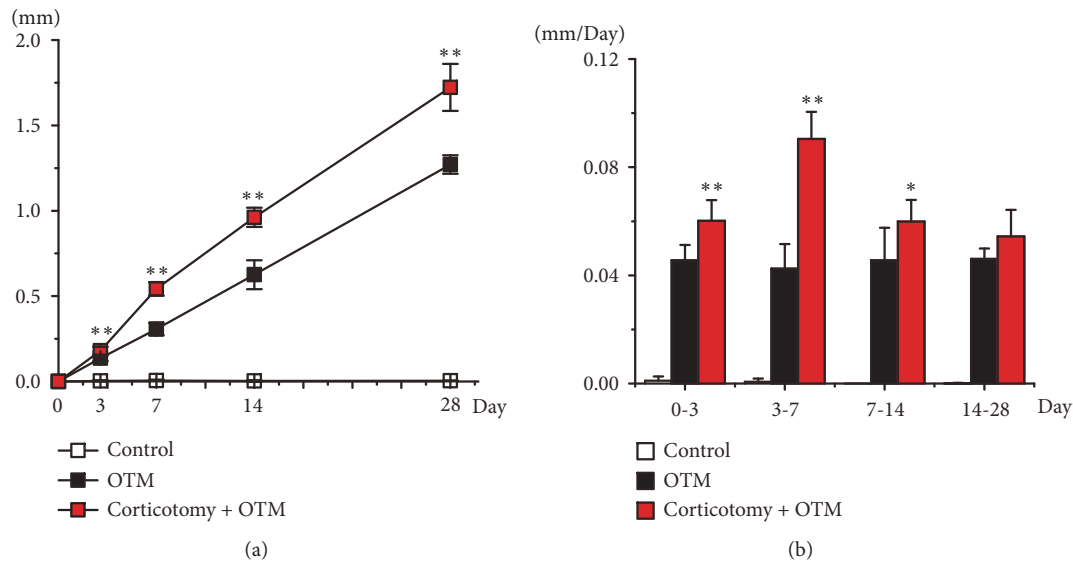 (mm)
2.0
1.5
1.0
0.5
0.0
**
**
**
**
0 3 7 14 28 Day
Control
OTM
Corticotomy + OTM
(a)
(mm/Day)
0.12
0.08
0.04
0.00
**
**
*
0-3 3-7 7-14 14-28 Day
Control
OTM
Corticotomy + OTM
(b)